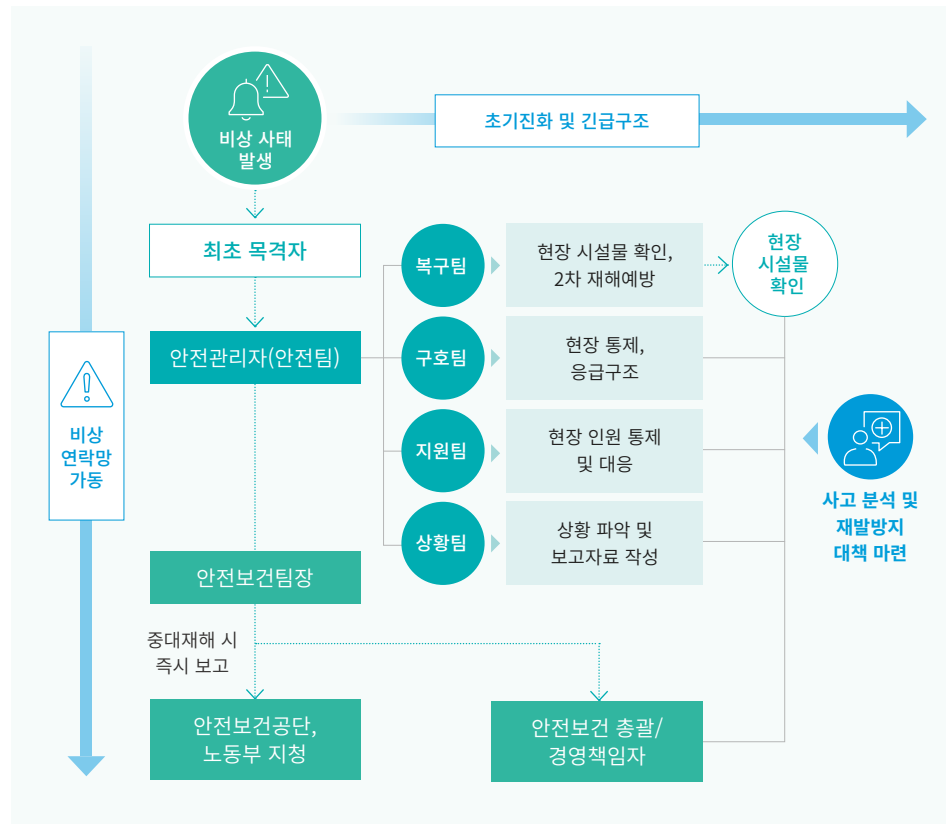 비상 사태
발생
초기진화 및 긴급구조
최초 목격자
안전관리자(안전팀)
비상
연락망
가동
복구팀
현장 시설물 확인,
2차 재해예방
현장
시설물
확인
구호팀
현장 통제,
응급구조
지원팀
현장 인원 통제
및 대응
상황팀
상황 파악 및
보고자료 작성
사고 분석 및
재발방지
대책 마련
안전보건팀장
중대재해 시
즉시 보고
안전보건공단,
노동부 지청
안전보건 총괄/
경영책임자